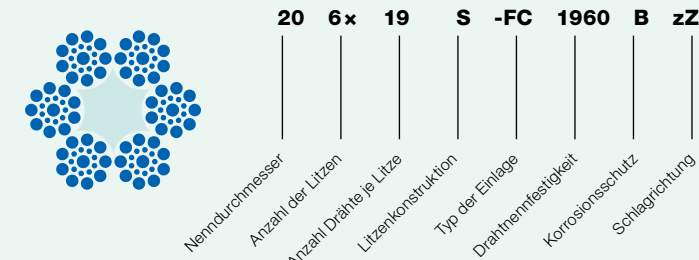 20 6× 19 S -FC 1960 B zZ
Nenndurchmesser
Anzahl der Litzen
Anzahl Drähte je Litze
Litzenkonstruktion
Typ der Einlage
Drahtnennfestigkeit
Korrosionsschutz
Schlagrichtung